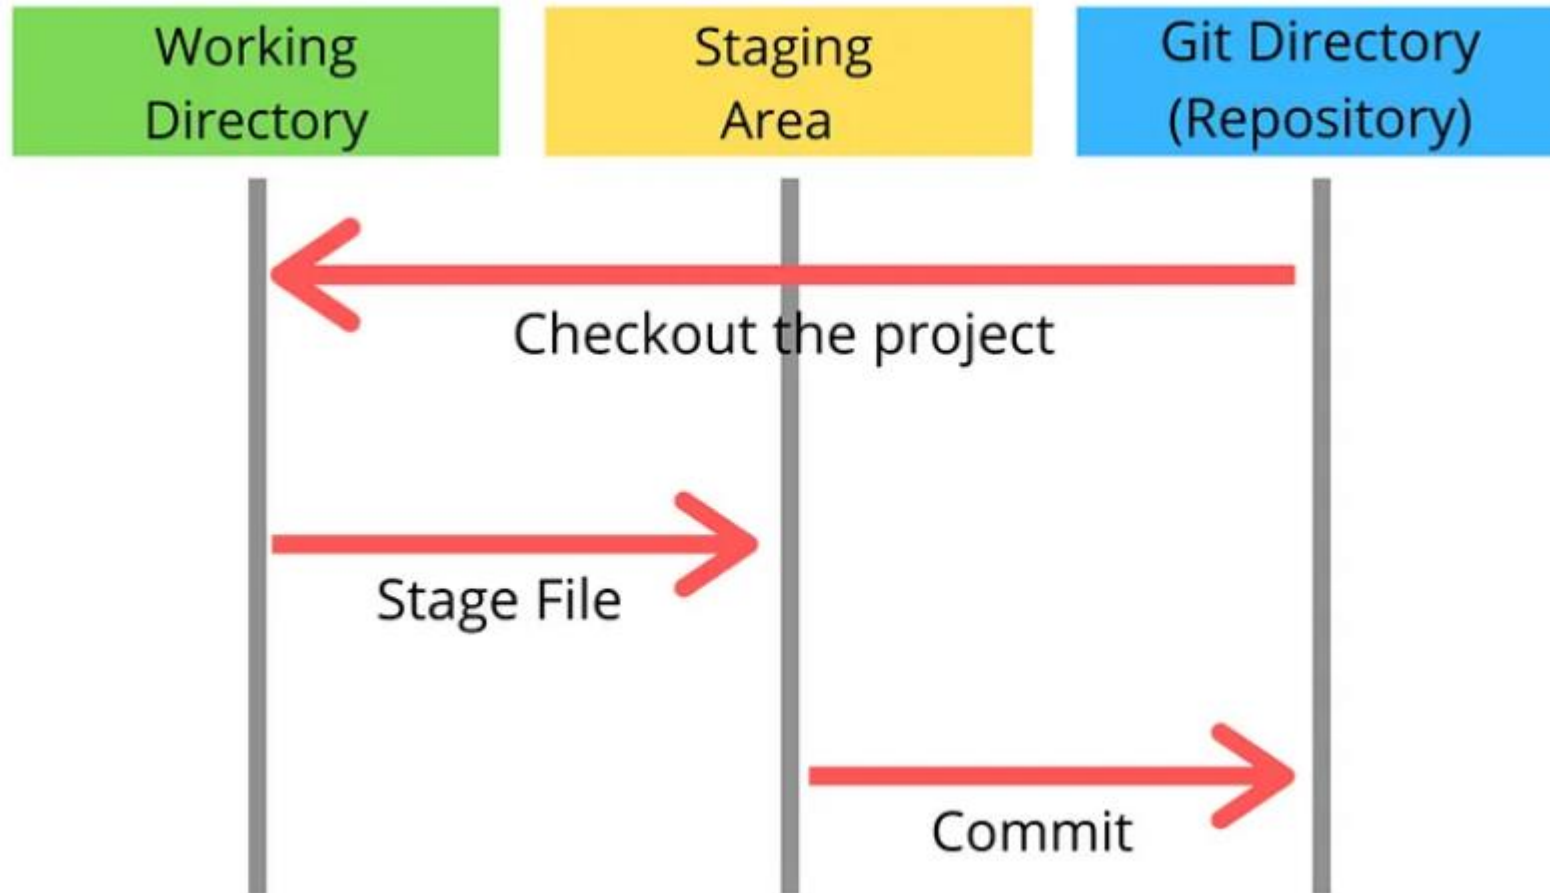 Working
Directory
Staging
Area
Git Directory
(Repository)
Checkout the project
Stage File
Commit